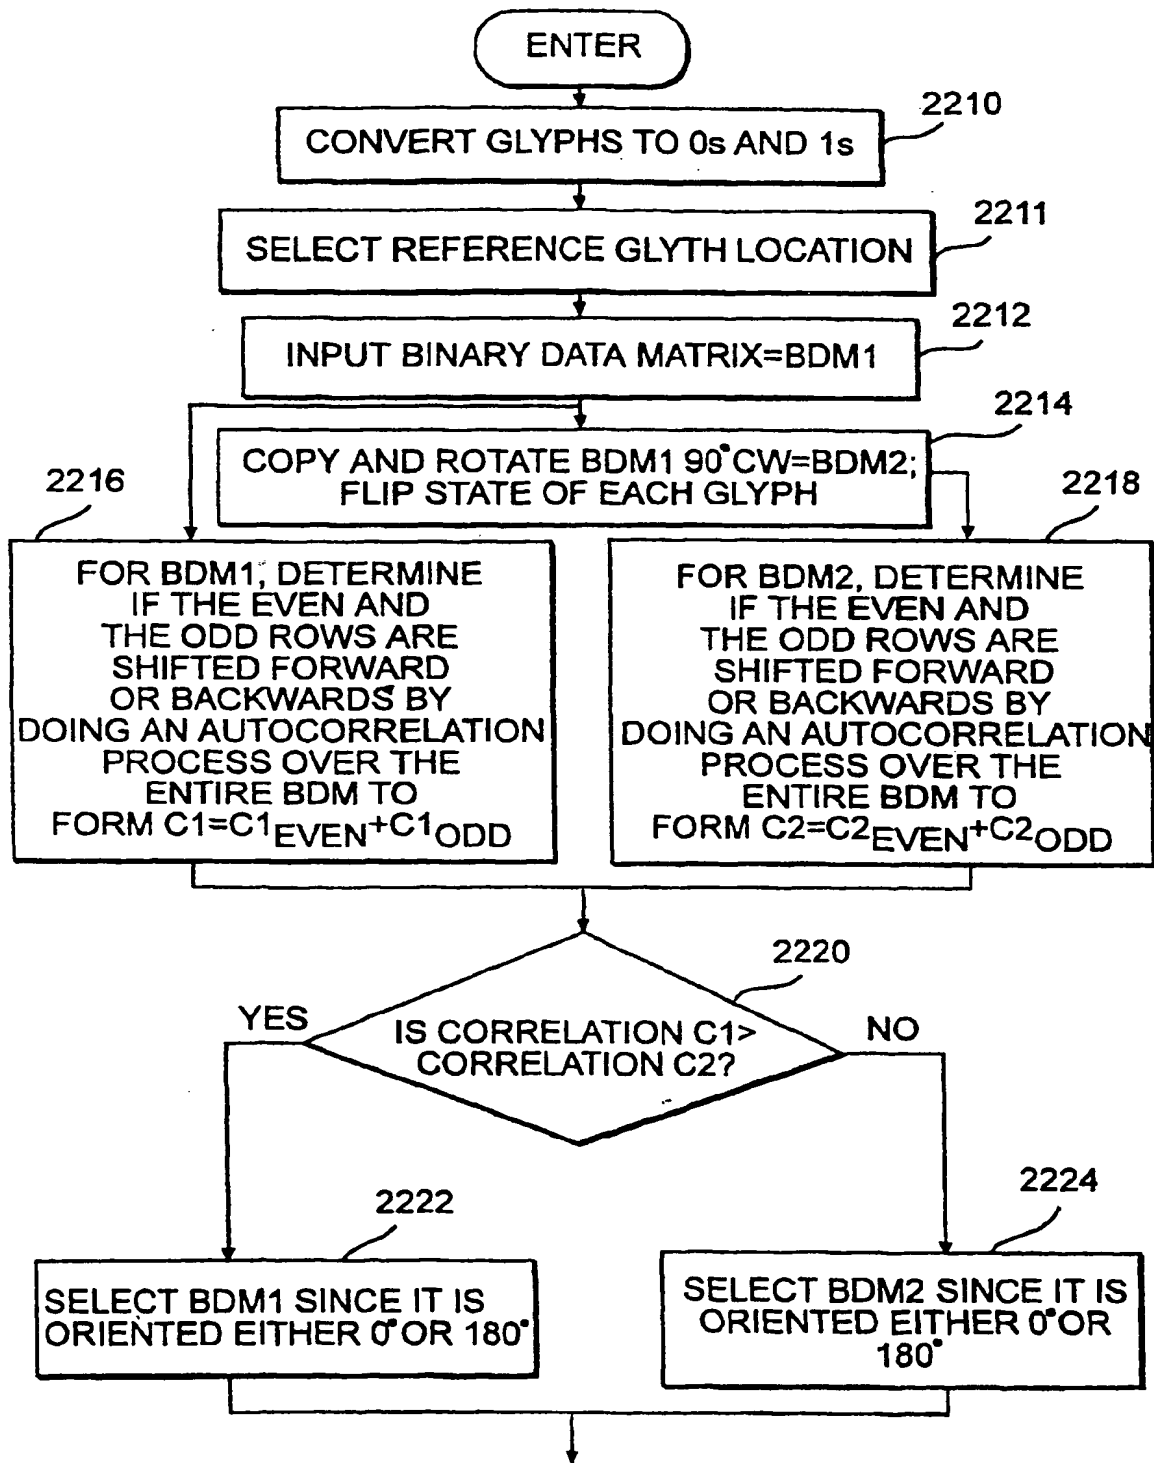 ENTER
2210
CONVERT GLYPHS TO 0s AND 1s
2211
SELECT REFERENCE GLYTH LOCATION
2212
INPUT BINARY DATA MATRIX=BDM1
2214
COPY AND ROTATE BDM1 90°CW=BDM2;
FLIP STATE OF EACH GLYPH
2216
FOR BDM1, DETERMINE
IF THE EVEN AND
THE ODD ROWS ARE
SHIFTED FORWARD
OR BACKWARDS BY
DOING AN AUTOCORRELATION
PROCESS OVER THE
ENTIRE BDM TO
FORM C1=C1EVEN+C1ODD
2218
FOR BDM2, DETERMINE
IF THE EVEN AND
THE ODD ROWS ARE
SHIFTED FORWARD
OR BACKWARDS BY
DOING AN AUTOCORRELATION
PROCESS OVER THE
ENTIRE BDM TO
FORM C2=C2EVEN+C2ODD
2220
IS CORRELATION C1>
CORRELATION C2?
YES
NO
2222
SELECT BDM1 SINCE IT IS
ORIENTED EITHER 0° OR 180°
2224
SELECT BDM2 SINCE IT IS
ORIENTED EITHER 0° OR
180°